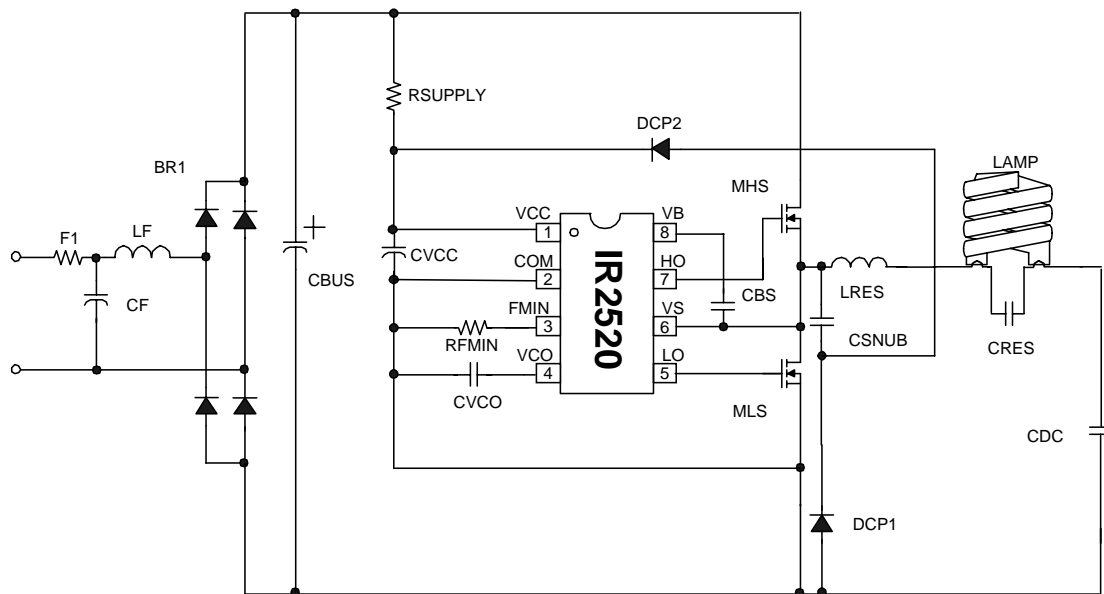 RSUPPLY
DCP2
BR1
LAMP
MHS
F1
LF
VCC
VB
1
8
CVCC
CBUS
+
COM
HO
2
7
CBS
LRES
CF
IR2520
FMIN
VS
3
6
RFMIN
CSNUB
CRES
VCO
LO
4
5
CVCO
MLS
CDC
DCP1